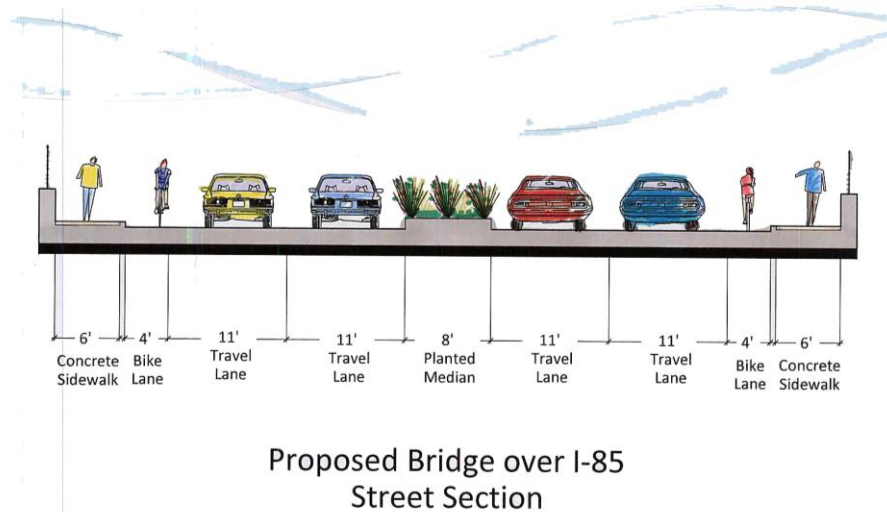 6' 4' 11' 11' 8' 11' 11' 4' 6'
Concrete Bike Travel Travel Planted Travel Travel Bike Concrete
Sidewalk Lane Lane Lane Median Lane Lane Lane Sidewalk
Proposed Bridge over I-85
Street Section